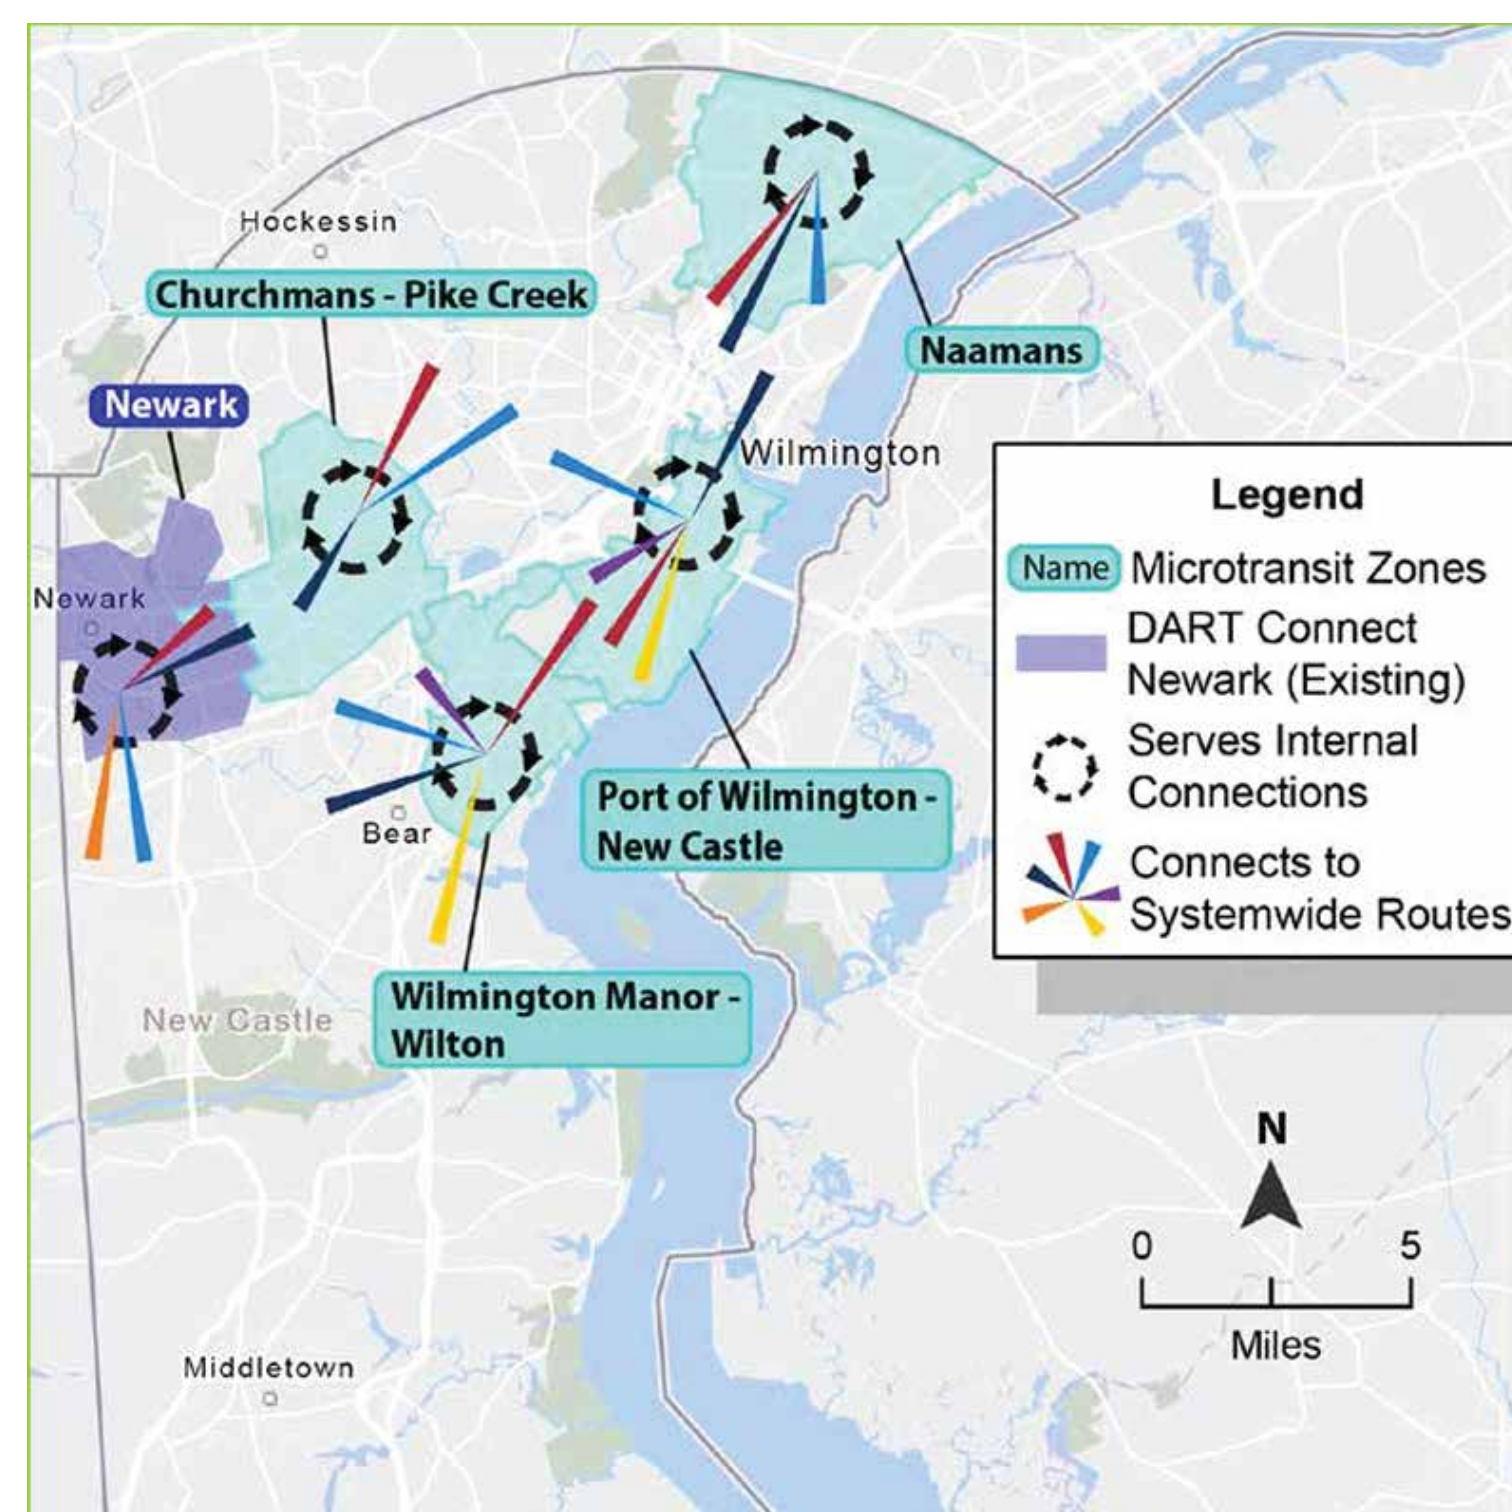 Hockessin
Churchmans - Pike Creek
Naamans
Newark
Wilmington
Newark
Bear
Port of Wilmington -
New Castle
Wilmington Manor -
Wilton
New Castle
Middletown
Legend
Name Microtransit Zones
DART Connect
Newark (Existing)
Serves Internal
Connections
Connects to
Systemwide Routes
N
0 5
Miles